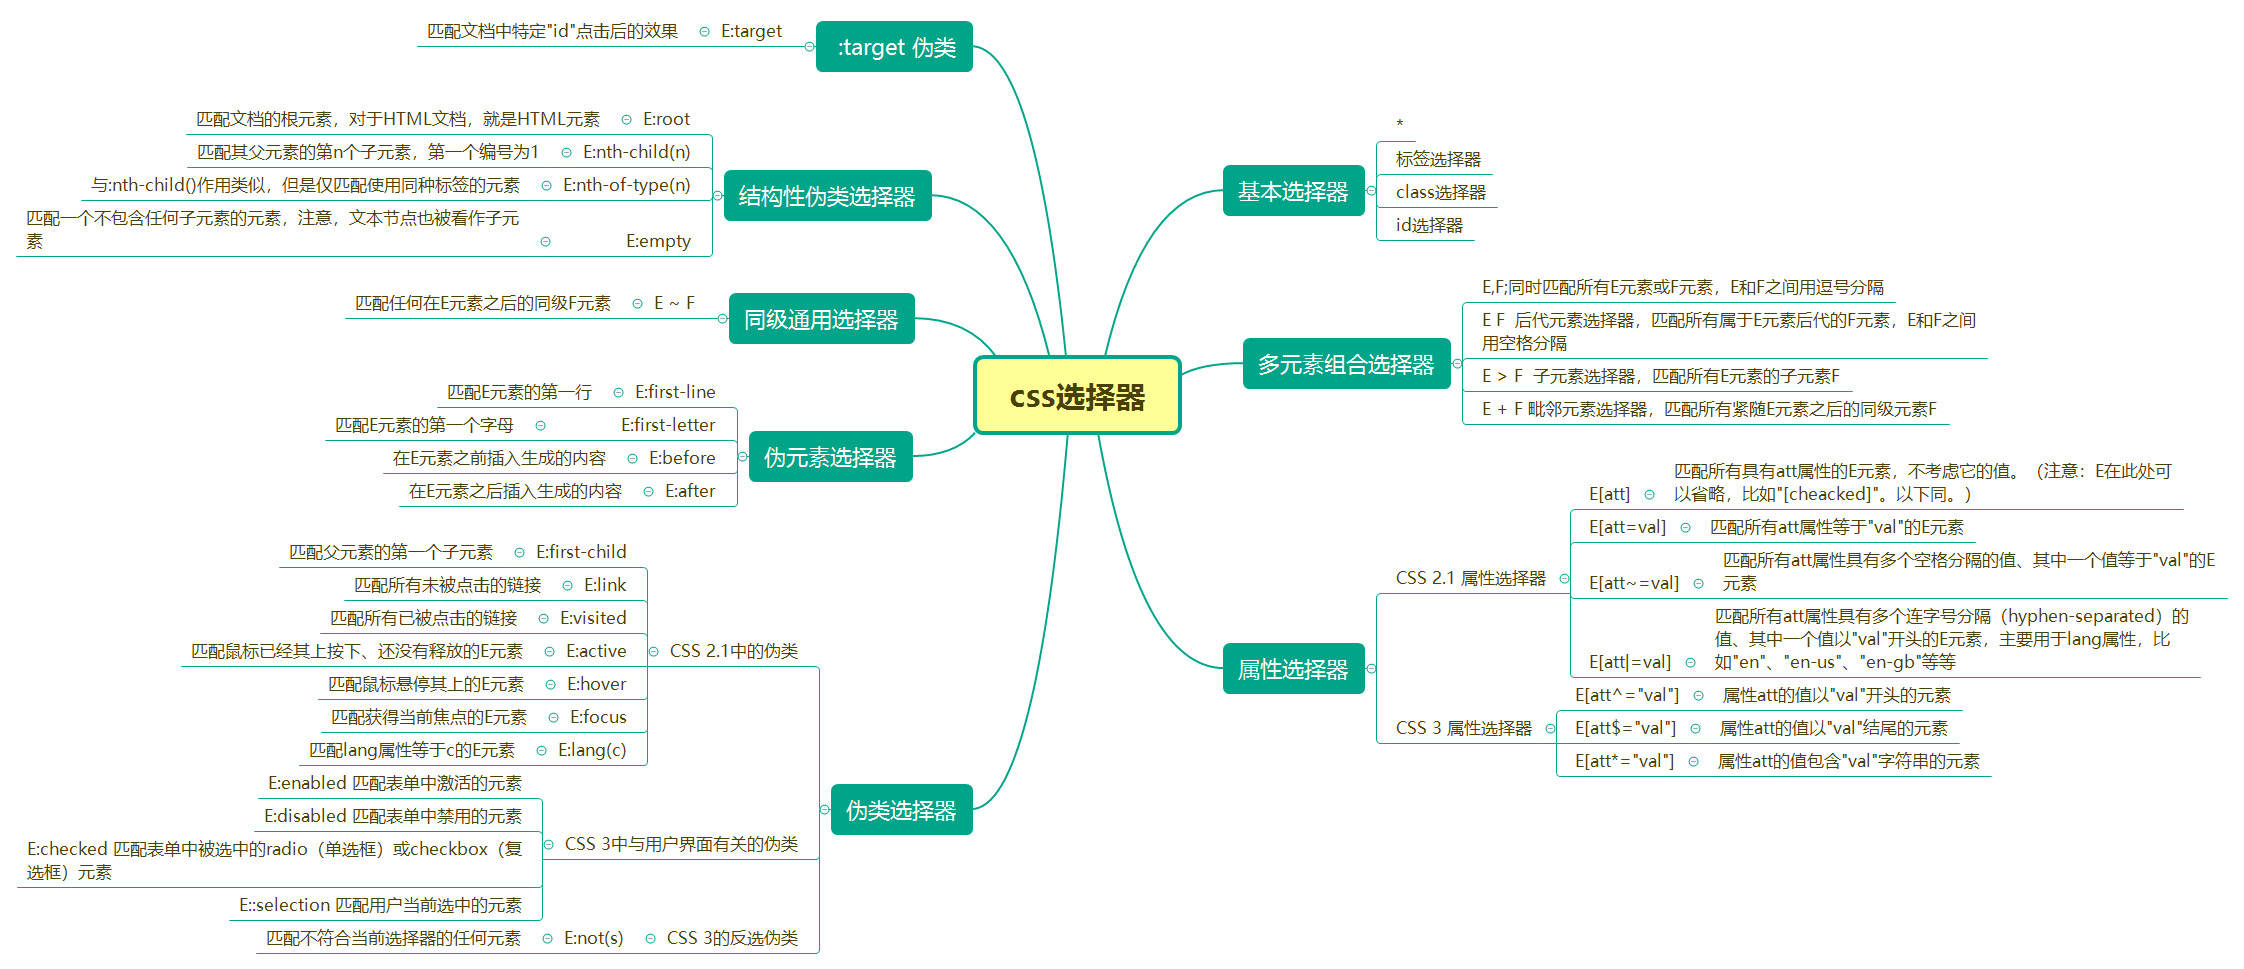 css选择器
基本选择器
*
标签选择器
class选择器
id选择器
多元素组合选择器
E,F;同时匹配所有E元素或F元素，E和F之间用逗号分隔
E F  后代元素选择器，匹配所有属于E元素后代的F元素，E和F之间
用空格分隔
E > F  子元素选择器，匹配所有E元素的子元素F
E + F 毗邻元素选择器，匹配所有紧随E元素之后的同级元素F
属性选择器
CSS 2.1 属性选择器
E[att]
匹配所有具有att属性的E元素，不考虑它的值。（注意：E在此处可
以省略，比如"[cheacked]"。以下同。）
E[att=val]
匹配所有att属性等于"val"的E元素
E[att~=val]
匹配所有att属性具有多个空格分隔的值、其中一个值等于"val"的E
元素
E[att|=val]
匹配所有att属性具有多个连字号分隔（hyphen-separated）的
值、其中一个值以"val"开头的E元素，主要用于lang属性，比
如"en"、"en-us"、"en-gb"等等
CSS 3 属性选择器
E[att^="val"]
属性att的值以"val"开头的元素
E[att$="val"]
属性att的值以"val"结尾的元素
E[att*="val"]
属性att的值包含"val"字符串的元素
:target 伪类
E:target
匹配文档中特定"id"点击后的效果
结构性伪类选择器
E:root
匹配文档的根元素，对于HTML文档，就是HTML元素
E:nth-child(n)
匹配其父元素的第n个子元素，第一个编号为1
E:nth-of-type(n)
与:nth-child()作用类似，但是仅匹配使用同种标签的元素
E:empty
匹配一个不包含任何子元素的元素，注意，文本节点也被看作子元
素
同级通用选择器
E ~ F
匹配任何在E元素之后的同级F元素
伪元素选择器
E:first-line
匹配E元素的第一行
E:first-letter
匹配E元素的第一个字母
E:before
在E元素之前插入生成的内容
E:after
在E元素之后插入生成的内容
伪类选择器
CSS 2.1中的伪类
E:first-child
匹配父元素的第一个子元素
E:link
匹配所有未被点击的链接
E:visited
匹配所有已被点击的链接
E:active
匹配鼠标已经其上按下、还没有释放的E元素
E:hover
匹配鼠标悬停其上的E元素
E:focus
匹配获得当前焦点的E元素
E:lang(c)
匹配lang属性等于c的E元素
CSS 3中与用户界面有关的伪类
E:enabled 匹配表单中激活的元素
E:disabled 匹配表单中禁用的元素
E:checked 匹配表单中被选中的radio（单选框）或checkbox（复
选框）元素
E::selection 匹配用户当前选中的元素
CSS 3的反选伪类
E:not(s)
匹配不符合当前选择器的任何元素